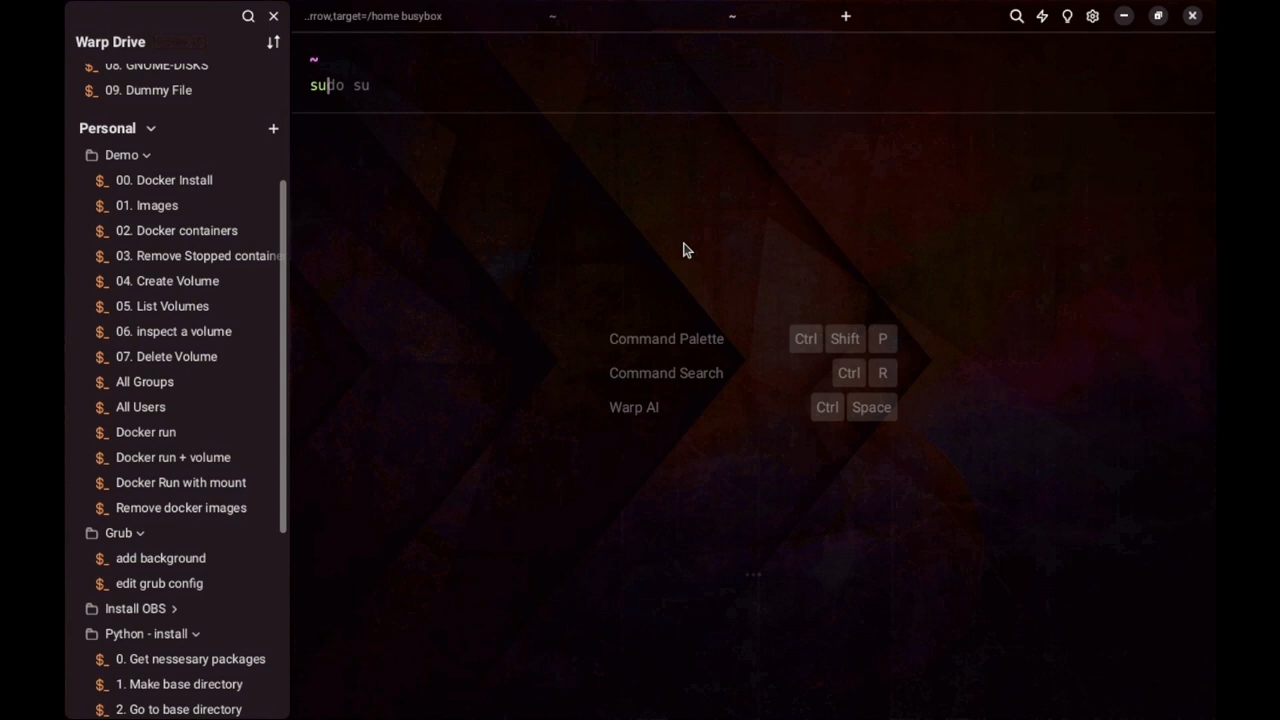 Warp Drive
08. GNOME-DISKS
09. Dummy File
Personal
Demo
00. Docker Install
01. Images
02. Docker containers
03. Remove Stopped containe
04. Create Volume
05. List Volumes
06. inspect a volume
07. Delete Volume
All Groups
All Users
Docker run
Docker run + volume
Docker Run with mount
Remove docker images
Grub
add background
edit grub config
Install OBS
Python - install
0. Get nessesary packages
1. Make base directory
2. Go to base directory
..rrow,target=/home busybox
~
~
~
sudo su
Command Palette Ctrl Shift P
Command Search Ctrl R
Warp AI Ctrl Space